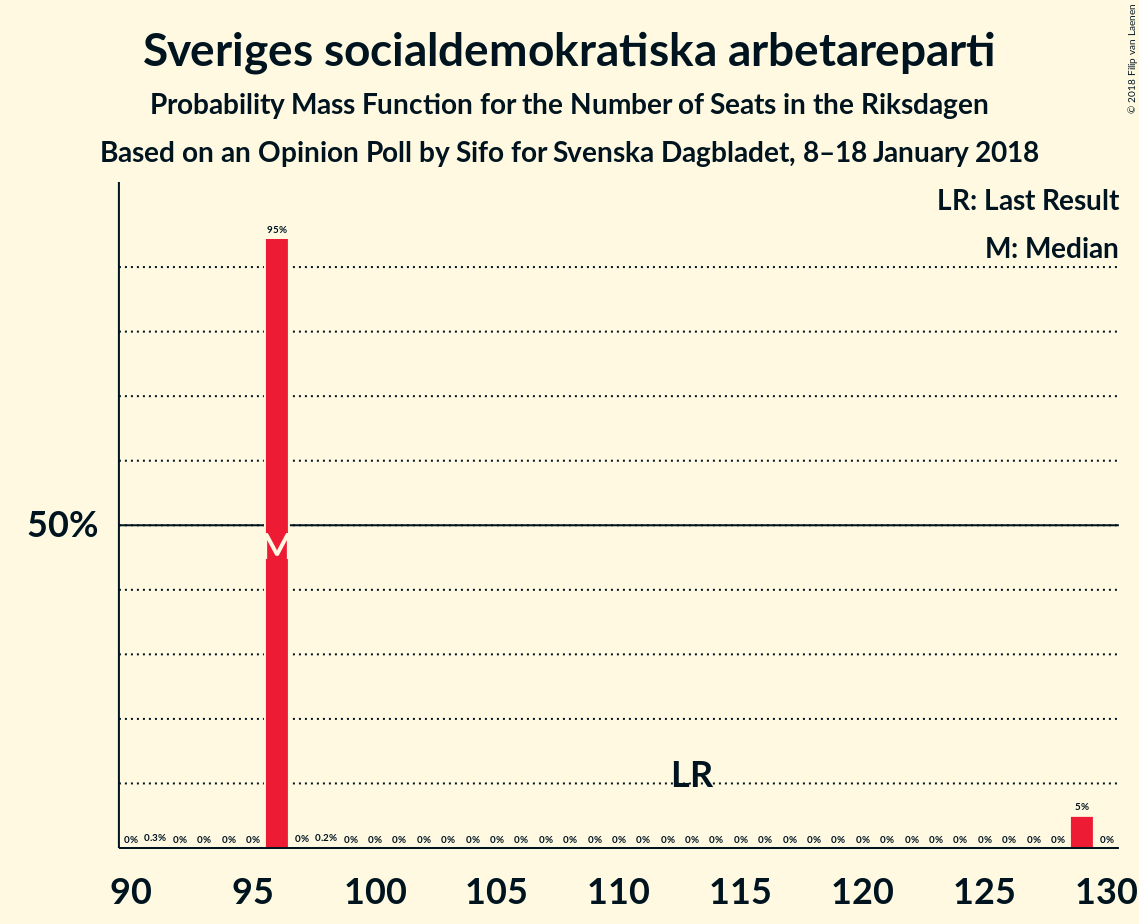 Sveriges socialdemokratiska arbetareparti
Probability Mass Function for the Number of Seats in the Riksdagen
Based on an Opinion Poll by Sifo for Svenska Dagbladet, 8–18 January 2018
© 2018 Filip van Laenen
LR: Last Result
M: Median
95%
50%
M
LR
5%
0% 0.3% 0% 0% 0% 0% 0% 0.2% 0% 0% 0% 0% 0% 0% 0% 0% 0% 0% 0% 0% 0% 0% 0% 0% 0% 0% 0% 0% 0% 0% 0% 0% 0% 0% 0% 0% 0% 0% 0%
90 95 100 105 110 115 120 125 130